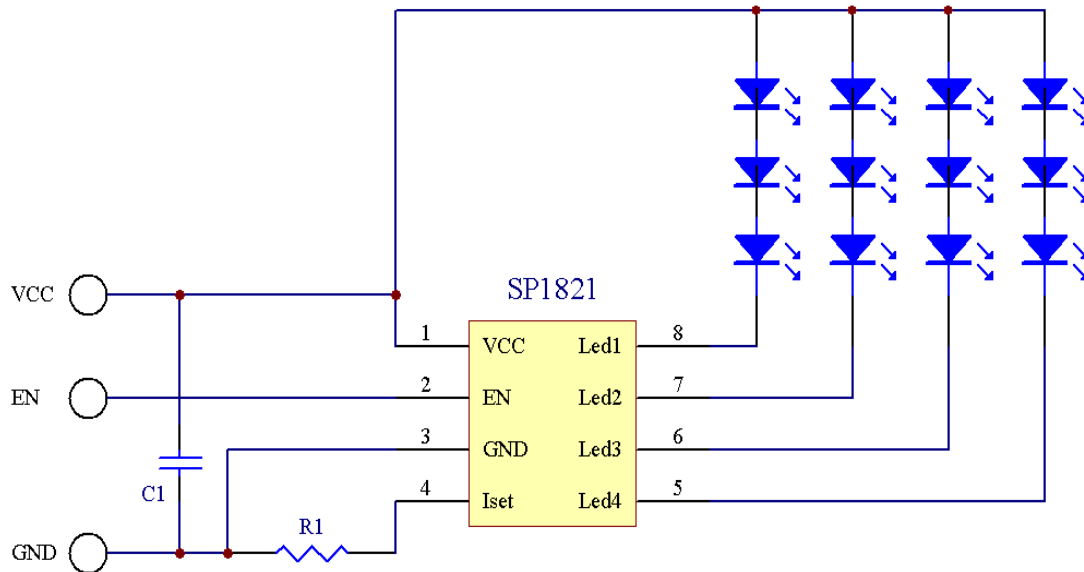 SP1821
VCC
1
VCC
Led1
8
EN
2
EN
Led2
7
3
GND
Led3
6
C1
4
Iset
Led4
5
GND
R1